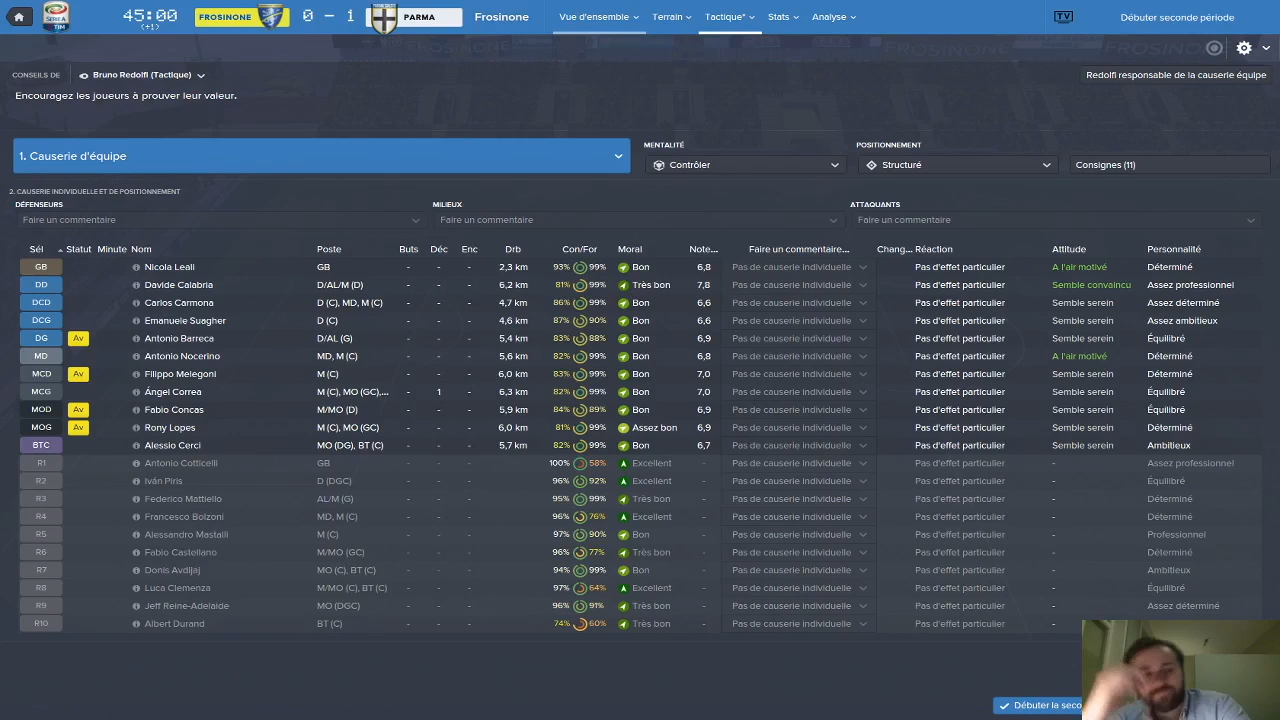 45:00 (+1) FROSINONE 0 – 1 PARMA Frosinone Vue d'ensemble Terrain Tactique* Stats Analyse TV Débuter seconde période
SERIE A TIM
CONSEILS DE Bruno Redolfi (Tactique) Redolfi responsable de la causerie équipe
Encouragez les joueurs à prouver leur valeur.
MENTALITÉ POSITIONNEMENT
1. Causerie d'équipe Contrôler Structuré Consignes (11)
2. CAUSERIE INDIVIDUELLE ET DE POSITIONNEMENT
DÉFENSEURS MILIEUX ATTAQUANTS
Faire un commentaire Faire un commentaire Faire un commentaire
Sél Statut Minute Nom Poste Buts Déc Enc Drb Con/For Moral Note... Faire un commentaire... Chang... Réaction Attitude Personnalité
GB Nicola Leali GB - - - 2,3 km 93% 99% Bon 6,8 Pas de causerie individuelle Pas d'effet particulier A l'air motivé Déterminé
DD Davide Calabria D/AL/M (D) - - - 6,2 km 81% 99% Très bon 7,8 Pas de causerie individuelle Pas d'effet particulier Semble convaincu Assez professionnel
DCD Carlos Carmona D (C), MD, M (C) - - - 4,7 km 86% 99% Bon 6,6 Pas de causerie individuelle Pas d'effet particulier Semble serein Assez déterminé
DCG Emanuele Suagher D (C) - - - 4,6 km 87% 90% Bon 6,6 Pas de causerie individuelle Pas d'effet particulier Semble serein Assez ambitieux
DG Av Antonio Barreca D/AL (G) - - - 5,4 km 83% 88% Bon 6,9 Pas de causerie individuelle Pas d'effet particulier Semble serein Équilibré
MD Antonio Nocerino MD, M (C) - - - 5,6 km 82% 99% Bon 6,8 Pas de causerie individuelle Pas d'effet particulier A l'air motivé Déterminé
MCD Av Filippo Melegoni M (C) - - - 6,0 km 83% 99% Bon 7,0 Pas de causerie individuelle Pas d'effet particulier Semble serein Déterminé
MCG Ángel Correa M (C), MO (GC),... - 1 - 6,3 km 82% 99% Bon 7,0 Pas de causerie individuelle Pas d'effet particulier Semble serein Équilibré
MOD Av Fabio Concas M/MO (D) - - - 5,9 km 84% 89% Bon 6,9 Pas de causerie individuelle Pas d'effet particulier Semble serein Équilibré
MOG Av Rony Lopes M (C), MO (GC) - - - 6,0 km 81% 99% Assez bon 6,9 Pas de causerie individuelle Pas d'effet particulier Semble serein Déterminé
BTC Alessio Cerci MO (DG), BT (C) - - - 5,7 km 82% 99% Bon 6,7 Pas de causerie individuelle Pas d'effet particulier Semble serein Ambitieux
R1 Antonio Cotticelli GB - - - 100% 58% Excellent - Pas de causerie individuelle Pas d'effet particulier - Assez professionnel
R2 Iván Piris D (DGC) - - - 96% 92% Excellent - Pas de causerie individuelle Pas d'effet particulier - Équilibré
R3 Federico Mattiello AL/M (G) - - - 95% 99% Très bon - Pas de causerie individuelle Pas d'effet particulier - Déterminé
R4 Francesco Bolzoni MD, M (C) - - - 96% 76% Excellent - Pas de causerie individuelle Pas d'effet particulier - Déterminé
R5 Alessandro Mastalli M (C) - - - 97% 90% Bon - Pas de causerie individuelle Pas d'effet particulier - Professionnel
R6 Fabio Castellano M/MO (GC) - - - 96% 77% Très bon - Pas de causerie individuelle Pas d'effet particulier - Déterminé
R7 Donis Avdijaj MO (C), BT (C) - - - 94% 99% Bon - Pas de causerie individuelle Pas d'effet particulier - Ambitieux
R8 Luca Clemenza M/MO (C), BT (C) - - - 97% 64% Excellent - Pas de causerie individuelle Pas d'effet particulier - Équilibré
R9 Jeff Reine-Adelaide MO (DGC) - - - 96% 91% Très bon - Pas de causerie individuelle Pas d'effet particulier - Assez déterminé
R10 Albert Durand BT (C) - - - 74% 60% Très bon - Pas de causerie individuelle Pas d'effet particulier -
Débuter la seco